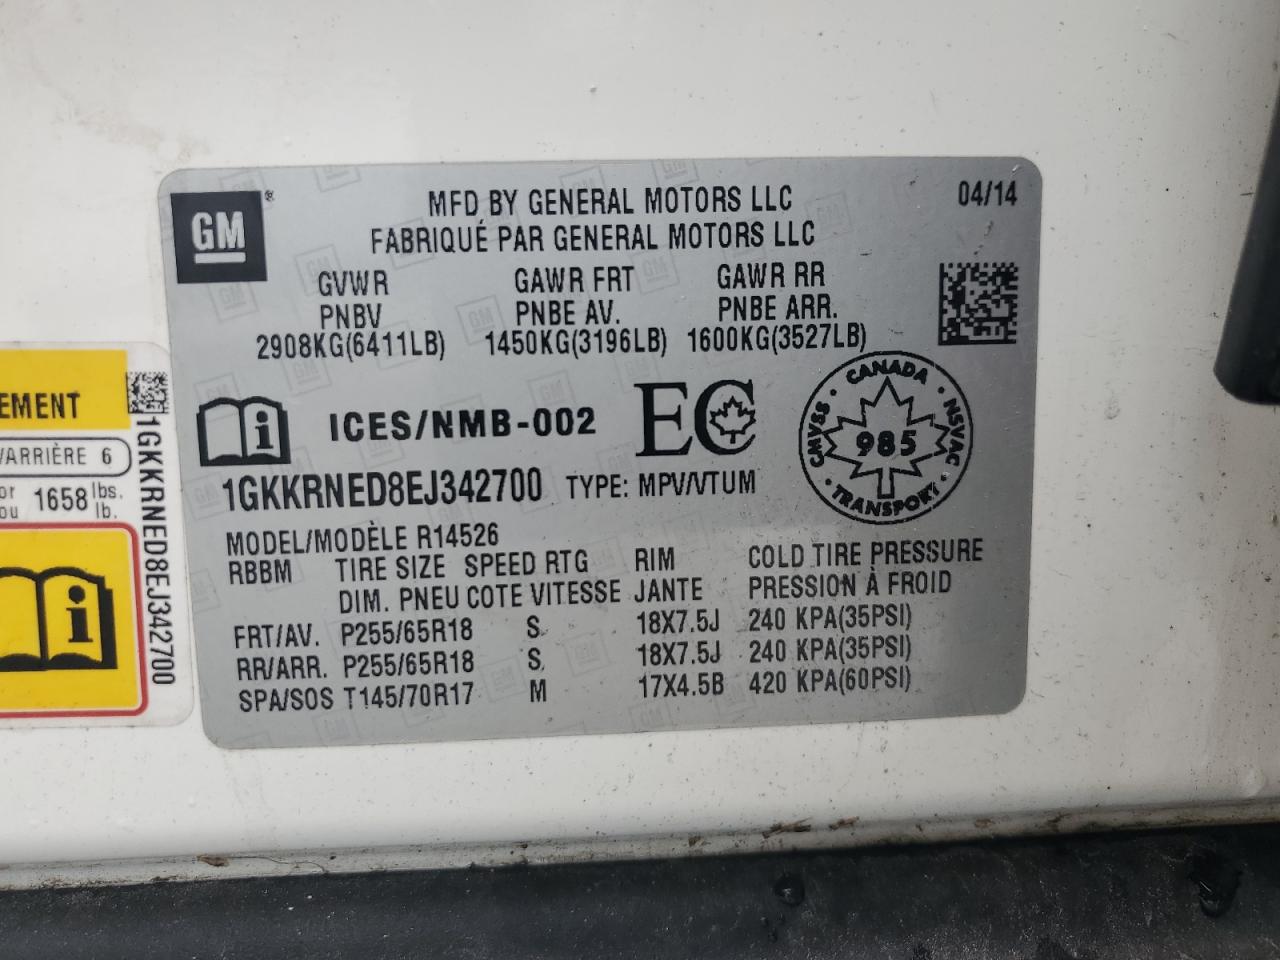 GM
MFD BY GENERAL MOTORS LLC
04/14
FABRIQUÉ PAR GENERAL MOTORS LLC
GVWR GAWR FRT GAWR RR
PNBV PNBE AV. PNBE ARR.
2908KG(6411LB) 1450KG(3196LB) 1600KG(3527LB)
ICES/NMB-002
EC
CANADA
CMVSS NSVAC
985
TRANSPORT
1GKKRNED8EJ342700 TYPE: MPV/VTUM
MODEL/MODÈLE R14526
RBBM TIRE SIZE SPEED RTG RIM COLD TIRE PRESSURE
DIM. PNEU COTE VITESSE JANTE PRESSION À FROID
FRT/AV. P255/65R18 S 18X7.5J 240 KPA(35PSI)
RR/ARR. P255/65R18 S 18X7.5J 240 KPA(35PSI)
SPA/SOS T145/70R17 M 17X4.5B 420 KPA(60PSI)
EMENT
/ARRIÈRE 6
or
ou
1658 lbs.
lb.
1GKKRNED8EJ342700